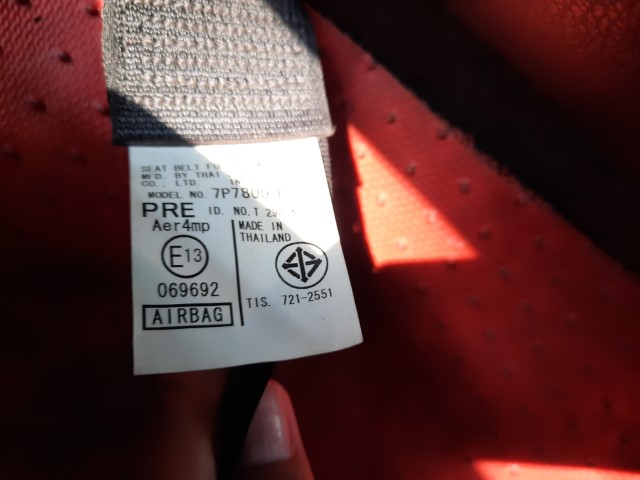 SEAT BELT
MFD. BY THAI
CO., LTD.
MODEL NO. 7P780
PRE ID. NO. T
Aer4mp
E13
069692
AIRBAG
MADE IN
THAILAND
TIS. 721-2551